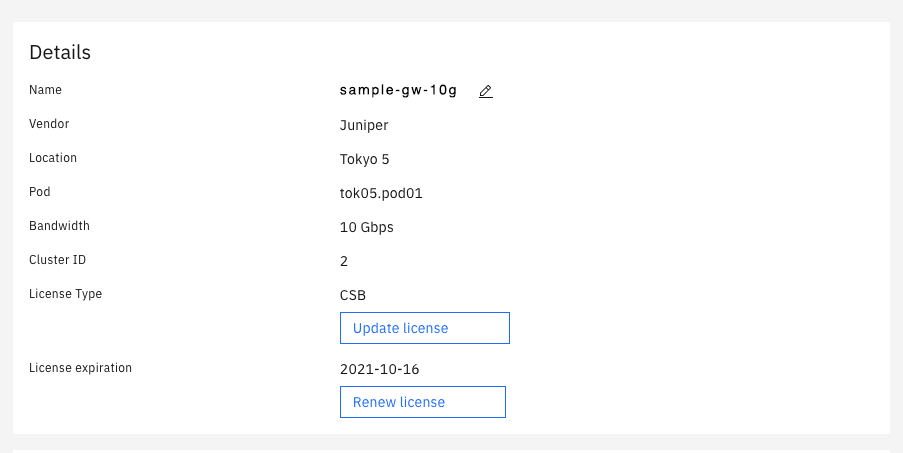 Details
Name sample-gw-10g
Vendor Juniper
Location Tokyo 5
Pod tok05.pod01
Bandwidth 10 Gbps
Cluster ID 2
License Type CSB
Update license
License expiration 2021-10-16
Renew license